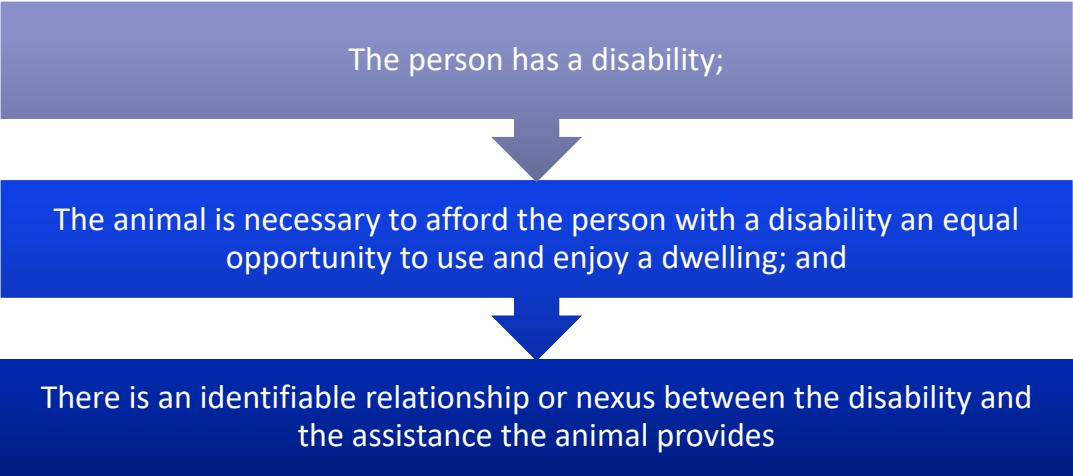 The person has a disability;
The animal is necessary to afford the person with a disability an equal
opportunity to use and enjoy a dwelling; and
There is an identifiable relationship or nexus between the disability and
the assistance the animal provides